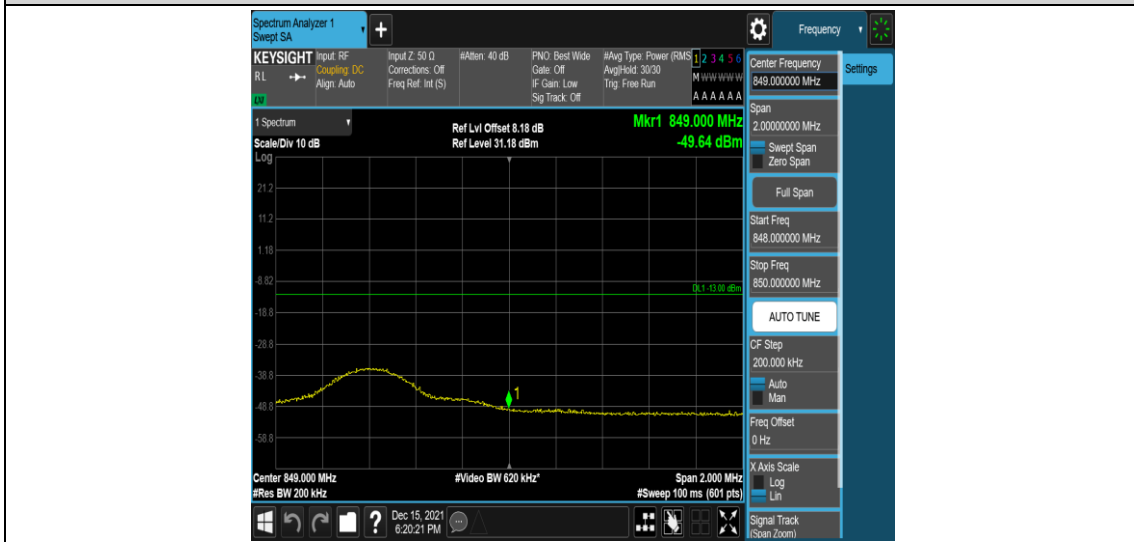 Spectrum Analyzer 1
Swept SA
Frequency
KEYSIGHT
RL
Input: RF
Coupling: DC
Align: Auto
Input Z: 50 Ω
Corrections: Off
Freq Ref: Int (S)
#Atten: 40 dB
PNO: Best Wide
Gate: Off
IF Gain: Low
Sig Track: Off
#Avg Type: Power (RMS
Avg|Hold: 30/30
Trig: Free Run
1 2 3 4 5 6
M W W W W W
A A A A A A
1 Spectrum
Scale/Div 10 dB
Log
Ref Lvl Offset 8.18 dB
Ref Level 31.18 dBm
Mkr1 849.000 MHz
-49.64 dBm
21.2
11.2
1.18
-8.82
-18.8
-28.8
-38.8
-48.8
-58.8
DL1 -13.00 dBm
1
Center 849.000 MHz
#Res BW 200 kHz
#Video BW 620 kHz*
Span 2.000 MHz
#Sweep 100 ms (601 pts)
Dec 15, 2021
6:20:21 PM
Center Frequency
849.000000 MHz
Settings
Span
2.00000000 MHz
Swept Span
Zero Span
Full Span
Start Freq
848.000000 MHz
Stop Freq
850.000000 MHz
AUTO TUNE
CF Step
200.000 kHz
Auto
Man
Freq Offset
0 Hz
X Axis Scale
Log
Lin
Signal Track
(Span Zoom)